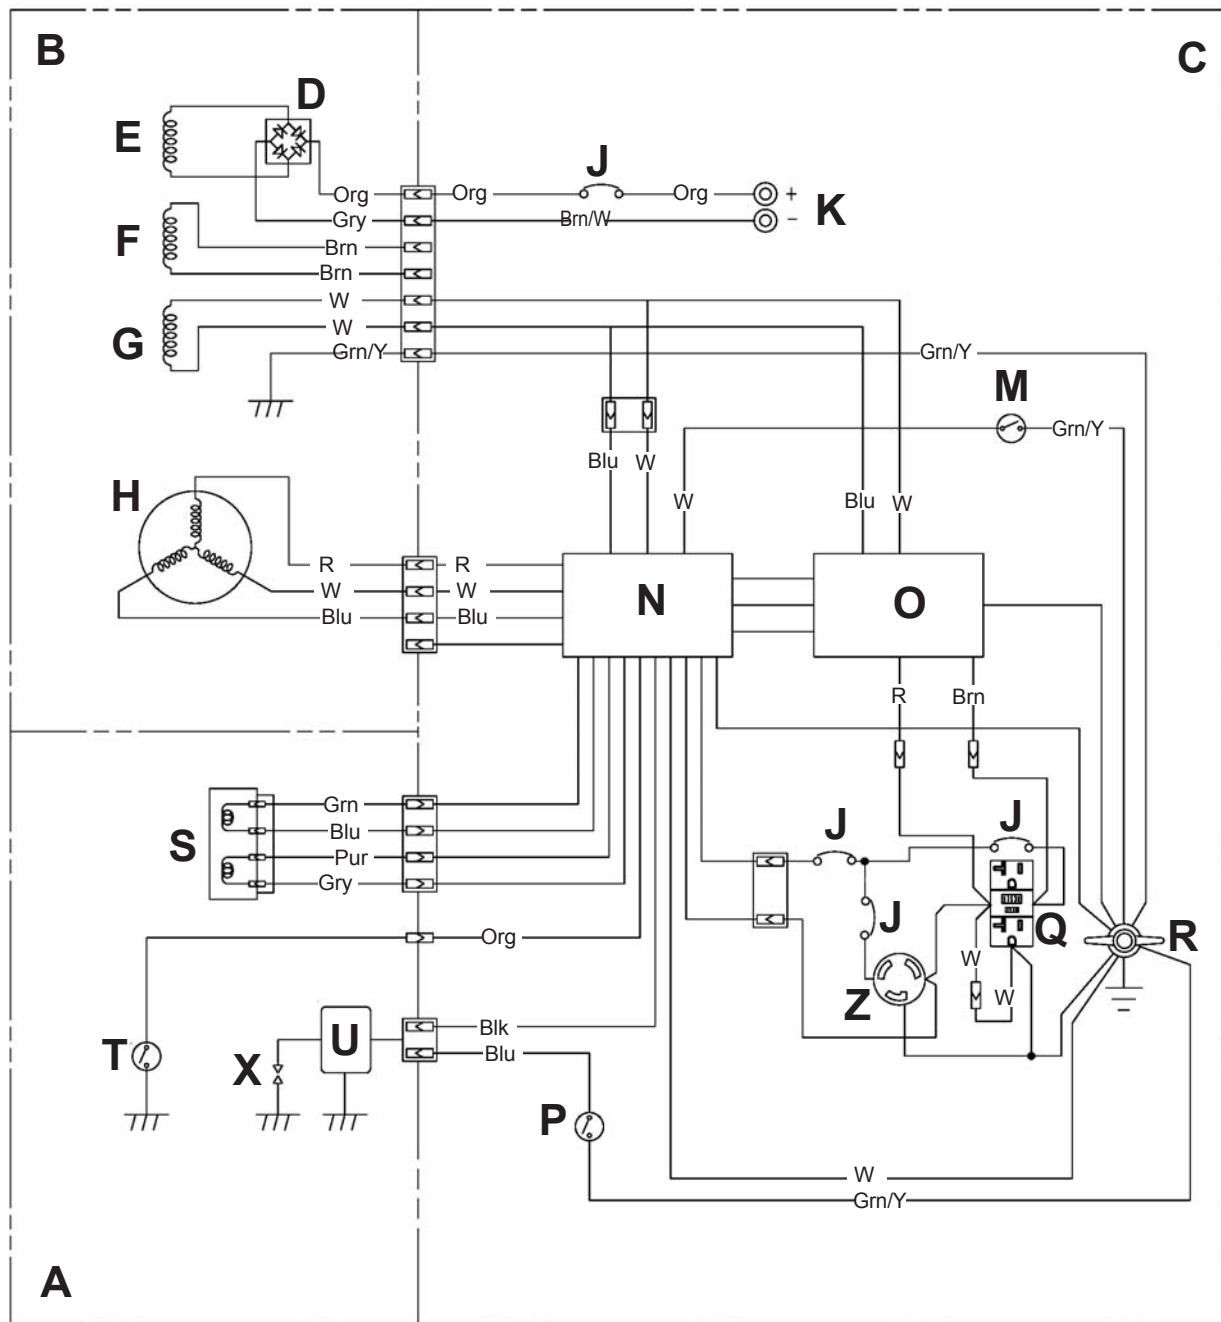 B
C
D
E
J
Org
Org
Org
+
K
F
Gry
Brn/W
−
Brn
Brn
W
G
W
Grn/Y
Grn/Y
M
Grn/Y
Blu
W
W
Blu
W
H
R
R
W
W
Blu
Blu
N
O
R
Brn
S
Grn
Blu
Pur
Gry
J
J
J
Q
R
Org
W
W
Z
T
X
U
Blk
Blu
P
W
Grn/Y
A